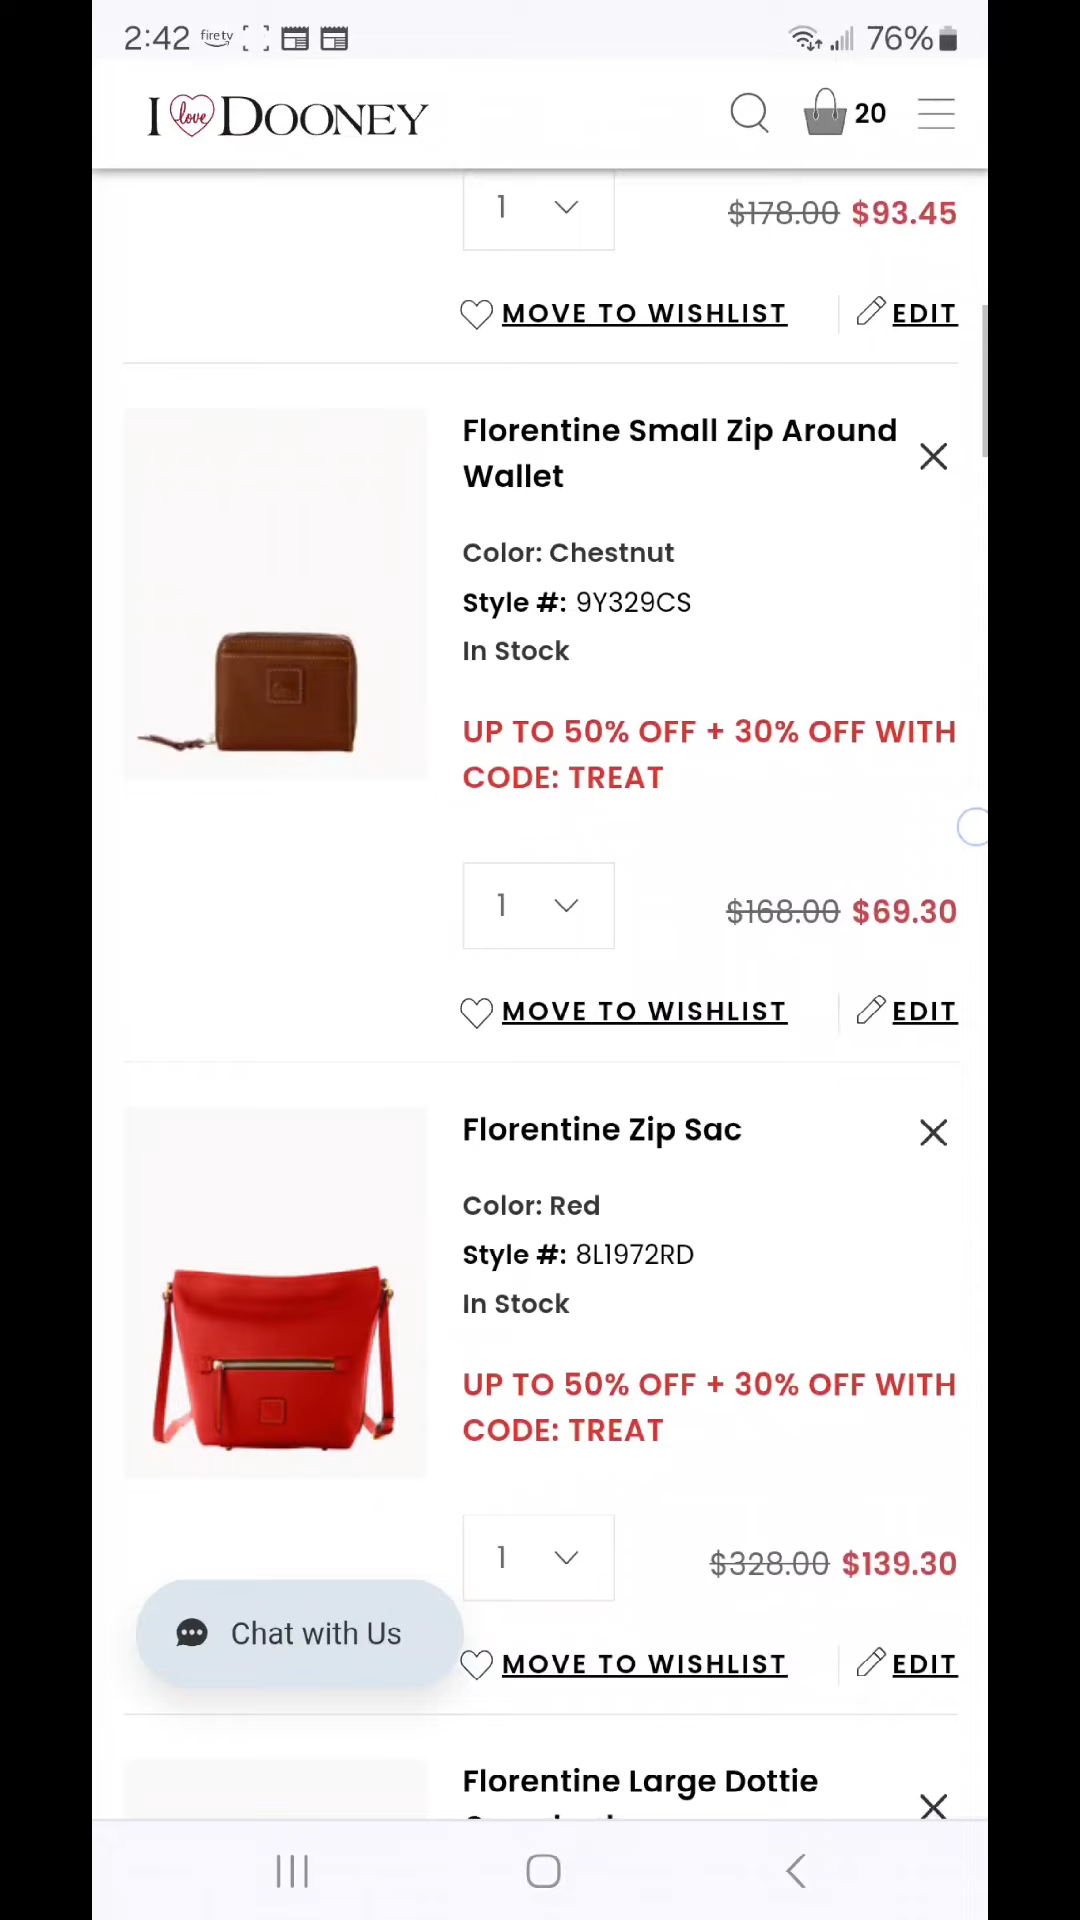 2:42 firetv 76%
I love DOONEY 20
1 $178.00 $93.45
MOVE TO WISHLIST EDIT
Florentine Small Zip Around
Wallet
Color: Chestnut
Style #: 9Y329CS
In Stock
UP TO 50% OFF + 30% OFF WITH
CODE: TREAT
1 $168.00 $69.30
MOVE TO WISHLIST EDIT
Florentine Zip Sac
Color: Red
Style #: 8L1972RD
In Stock
UP TO 50% OFF + 30% OFF WITH
CODE: TREAT
1 $328.00 $139.30
Chat with Us
MOVE TO WISHLIST EDIT
Florentine Large Dottie